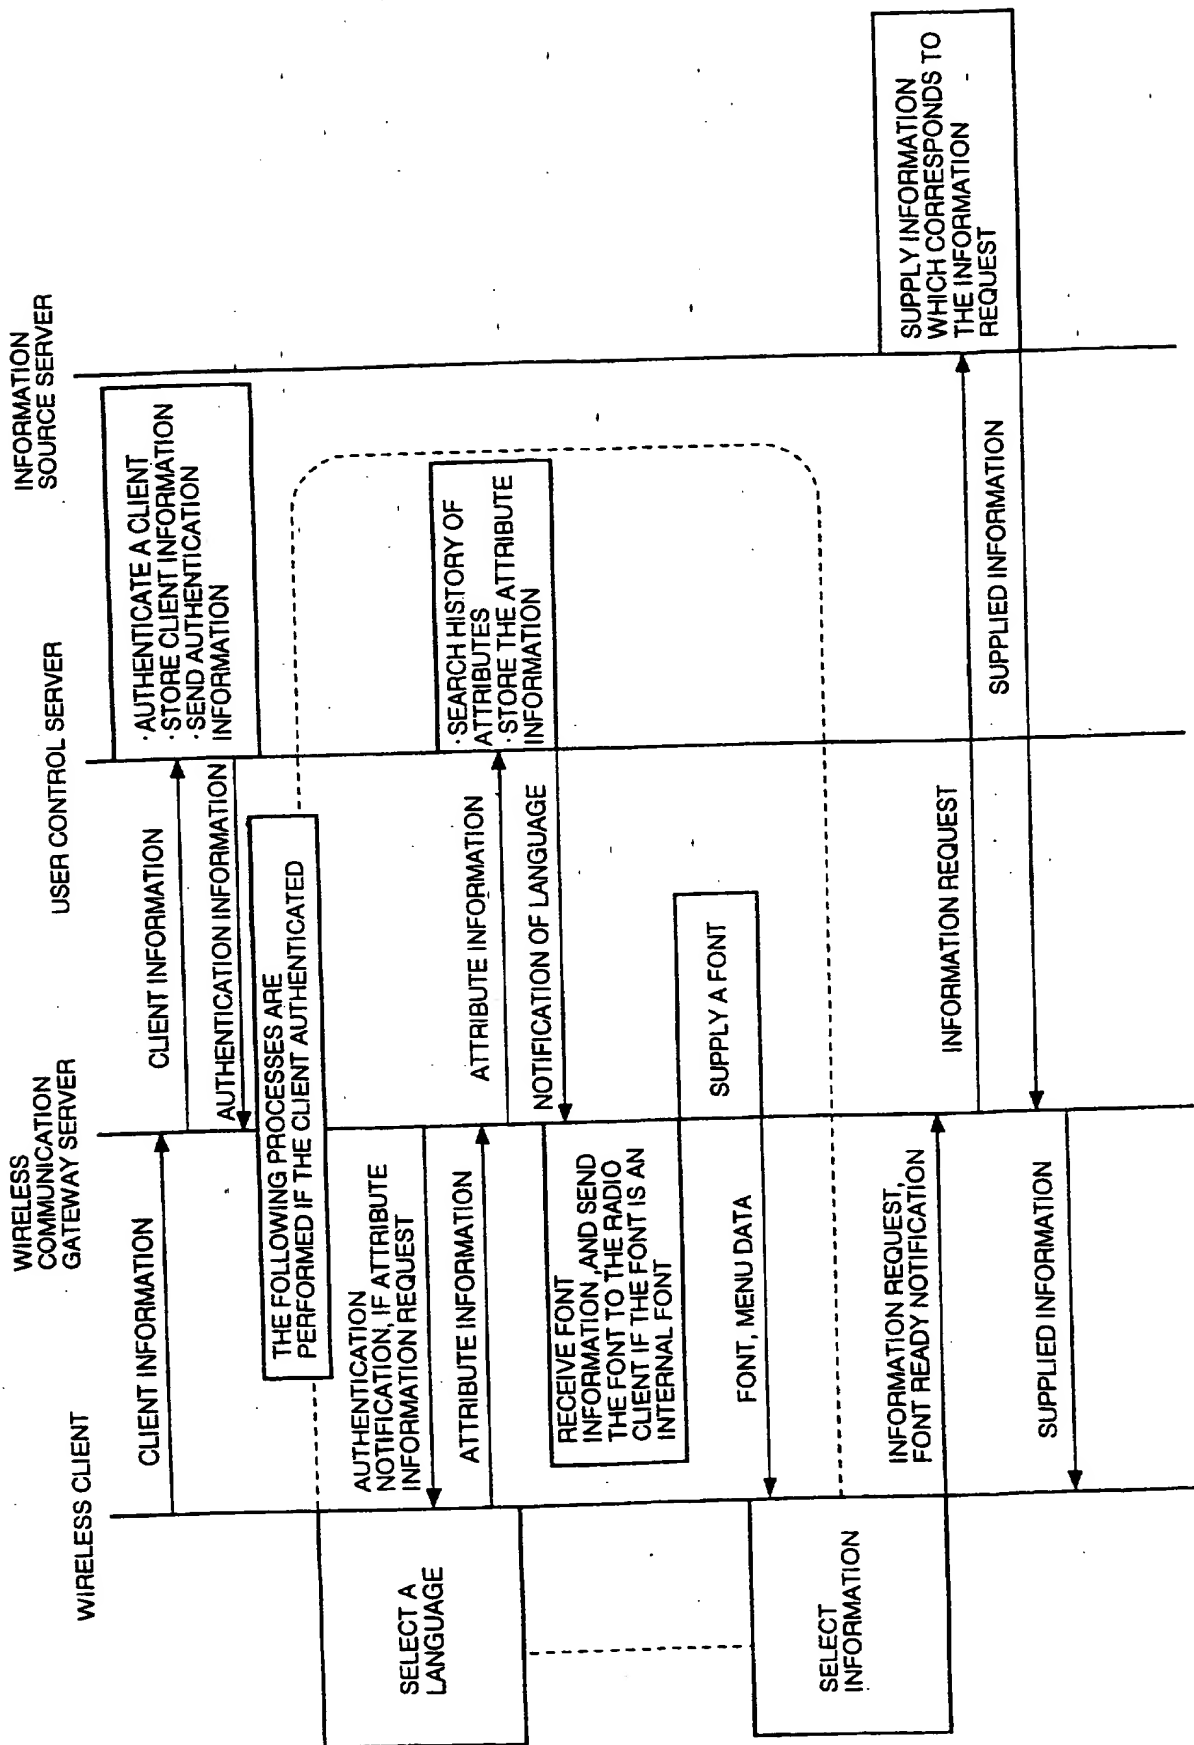 WIRELESS CLIENT
WIRELESS
COMMUNICATION
GATEWAY SERVER
USER CONTROL SERVER
INFORMATION
SOURCE SERVER
CLIENT INFORMATION
CLIENT INFORMATION
· AUTHENTICATE A CLIENT
· STORE CLIENT INFORMATION
· SEND AUTHENTICATION
INFORMATION
AUTHENTICATION INFORMATION
THE FOLLOWING PROCESSES ARE
PERFORMED IF THE CLIENT AUTHENTICATED
AUTHENTICATION
NOTIFICATION, IF ATTRIBUTE
INFORMATION REQUEST
SELECT A
LANGUAGE
ATTRIBUTE INFORMATION
ATTRIBUTE INFORMATION
· SEARCH HISTORY OF
ATTRIBUTES
· STORE THE ATTRIBUTE
INFORMATION
NOTIFICATION OF LANGUAGE
RECEIVE FONT
INFORMATION ,AND SEND
THE FONT TO THE RADIO
CLIENT IF THE FONT IS AN
INTERNAL FONT
SUPPLY A FONT
FONT, MENU DATA
SELECT
INFORMATION
INFORMATION REQUEST,
FONT READY NOTIFICATION
INFORMATION REQUEST
SUPPLY INFORMATION
WHICH CORRESPONDS TO
THE INFORMATION
REQUEST
SUPPLIED INFORMATION
SUPPLIED INFORMATION